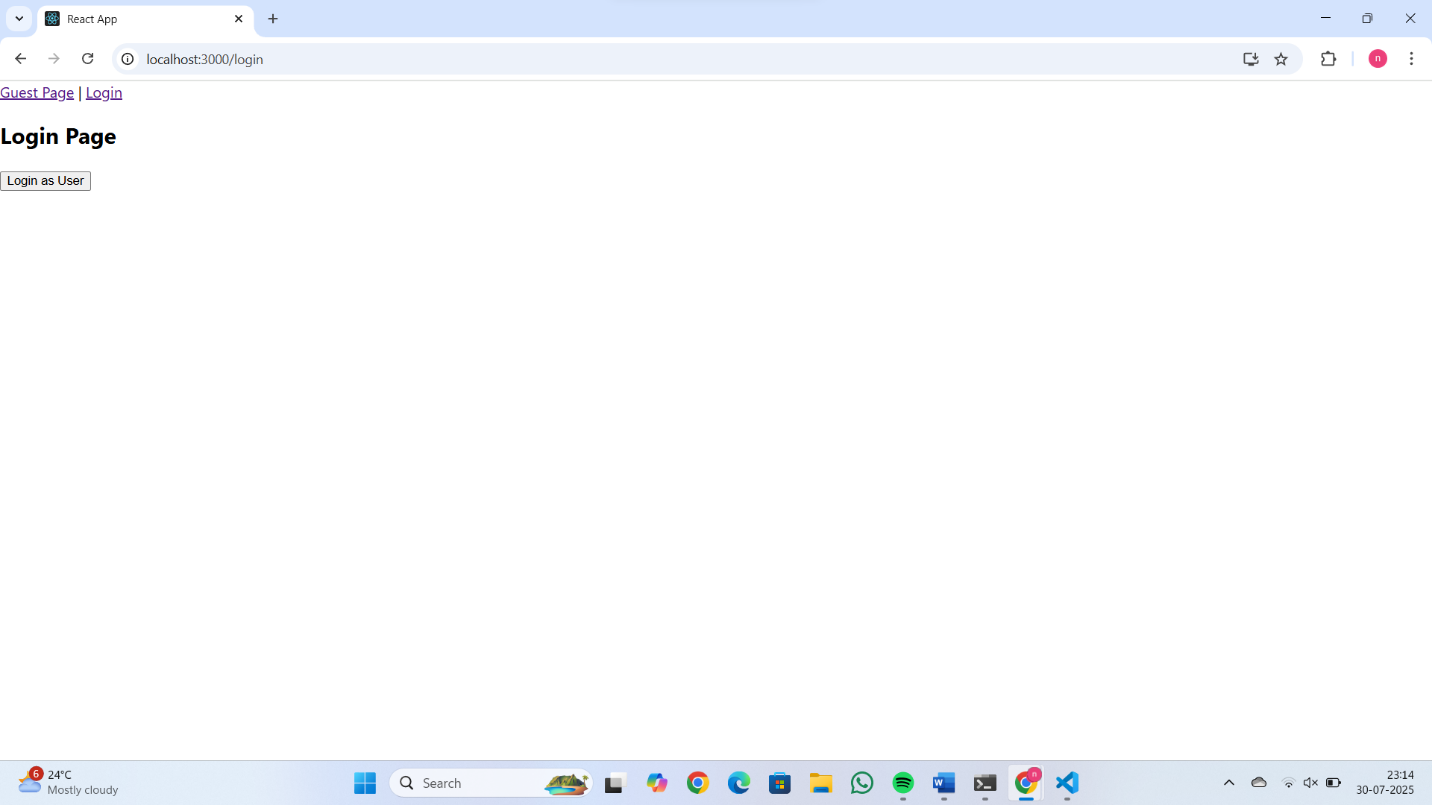 React App
localhost:3000/login
n
Guest Page | Login
Login Page
Login as User
6
24°C
Mostly cloudy
Search
n
23:14
30-07-2025